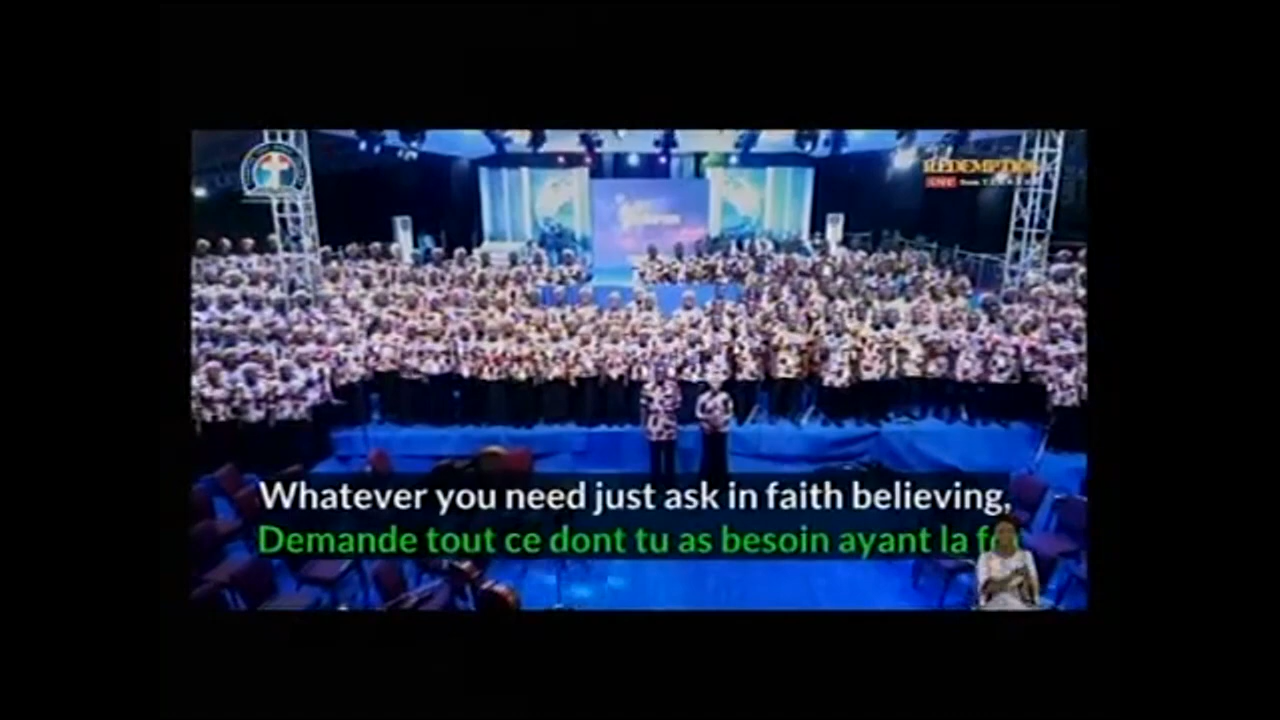 REDEMPTION
LIVE
Whatever you need just ask in faith believing,
Demande tout ce dont tu as besoin ayant la